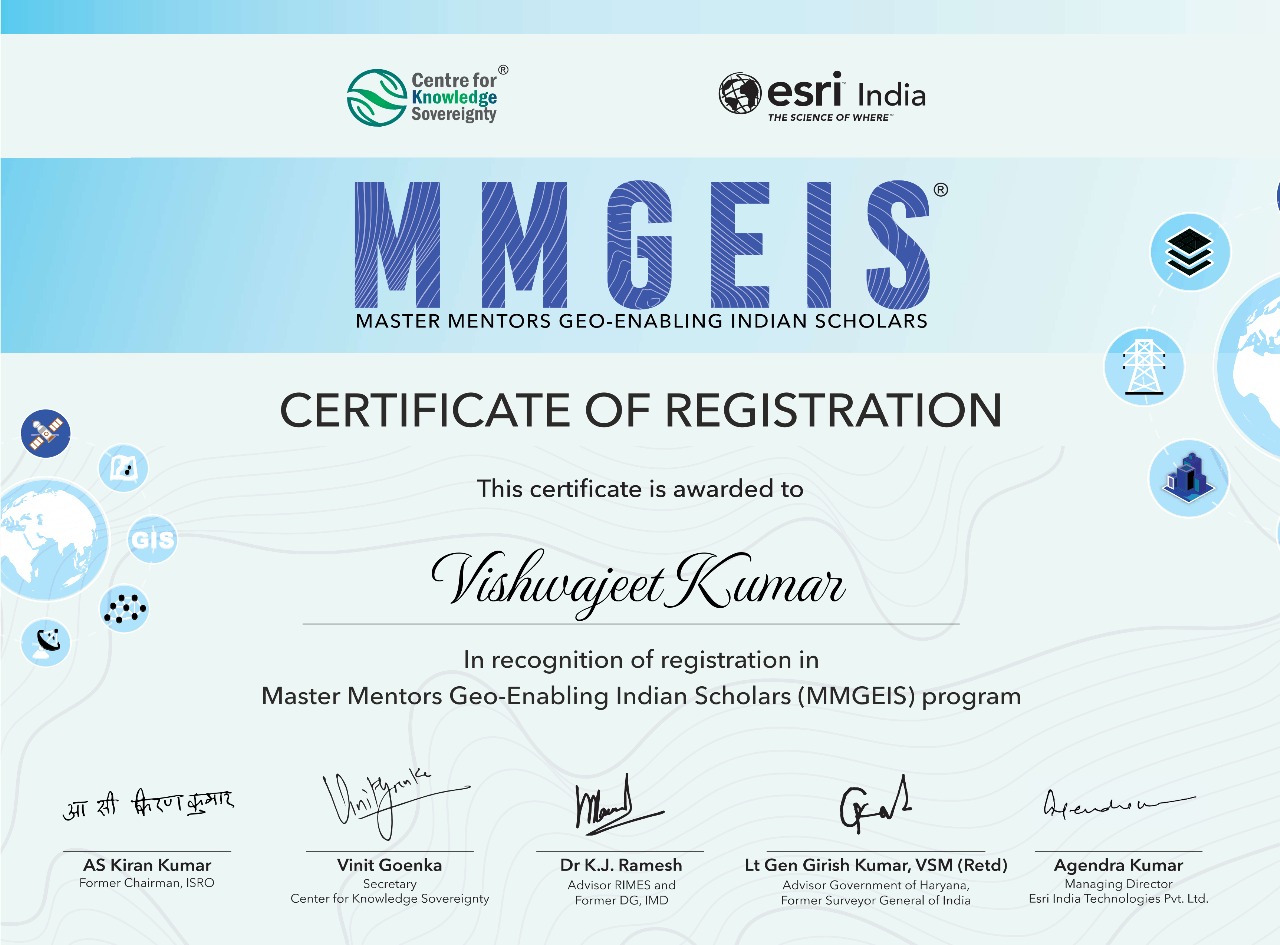 Centre for
Knowledge
Sovereignty ®
esri India
THE SCIENCE OF WHERE™
MMGEIS®
MASTER MENTORS GEO-ENABLING INDIAN SCHOLARS
CERTIFICATE OF REGISTRATION
This certificate is awarded to
GIS
Vishwajeet Kumar
In recognition of registration in
Master Mentors Geo-Enabling Indian Scholars (MMGEIS) program
आ सी किरण कुमार
AS Kiran Kumar
Former Chairman, ISRO
Vinit Goenka
Vinit Goenka
Secretary
Center for Knowledge Sovereignty
Dr K.J. Ramesh
Advisor RIMES and
Former DG, IMD
Lt Gen Girish Kumar, VSM (Retd)
Advisor Government of Haryana,
Former Surveyor General of India
Agendra Kumar
Managing Director
Esri India Technologies Pvt. Ltd.